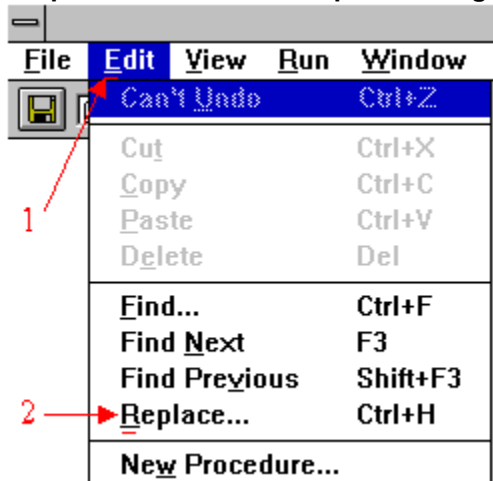 File Edit View Run Window
Can't Undo Ctrl+Z
Cut Ctrl+X
Copy Ctrl+C
1
Paste Ctrl+V
Delete Del
Find... Ctrl+F
Find Next F3
Find Previous Shift+F3
2 Replace... Ctrl+H
New Procedure...